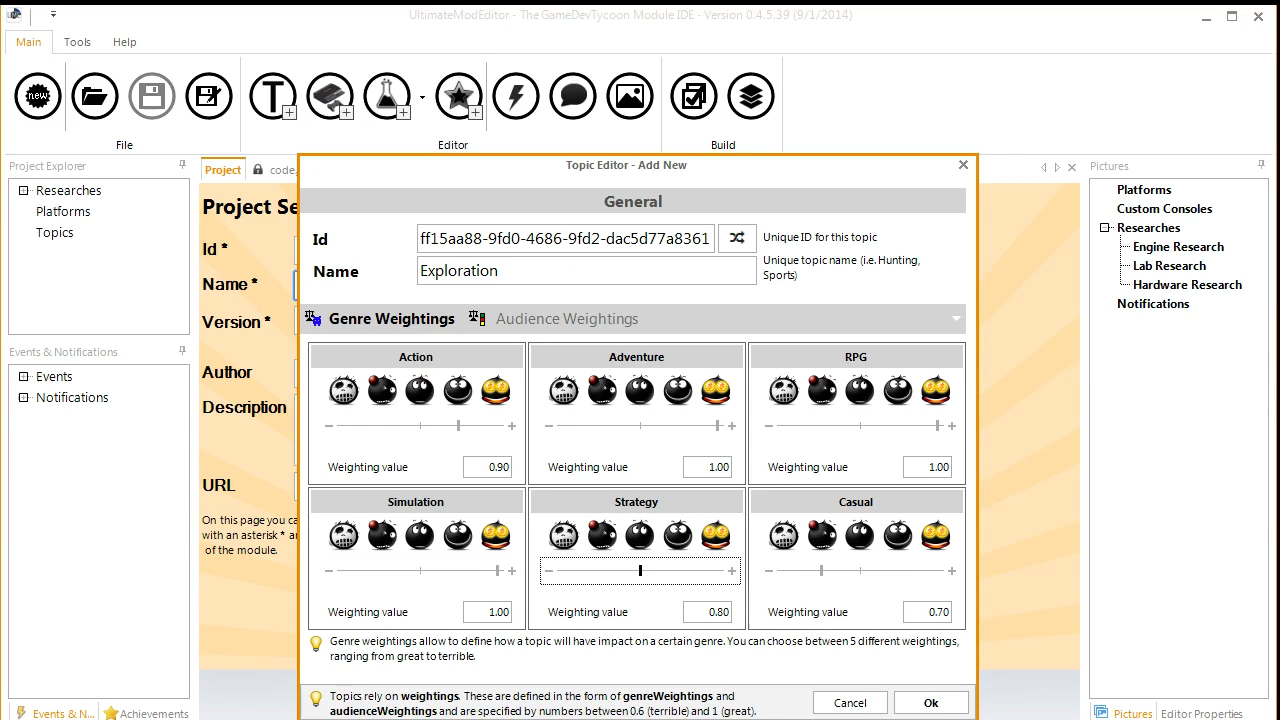 UltimateModEditor - The GameDevTycoon Module IDE - Version 0.4.5.39 (9/1/2014)
Main Tools Help
new
T
File Editor Build
Project Explorer
Researches
Platforms
Topics
Events & Notifications
Events
Notifications
Events & N... Achievements
Project code,
Project Se
Id *
Name *
Version *
Author
Description
URL
On this page you ca
with an asterisk * a
of the module.
Topic Editor - Add New
General
Id ff15aa88-9fd0-4686-9fd2-dac5d77a8361 Unique ID for this topic
Name Exploration Unique topic name (i.e. Hunting,
Sports)
Genre Weightings Audience Weightings
Action Adventure RPG
Weighting value 0.90 Weighting value 1.00 Weighting value 1.00
Simulation Strategy Casual
Weighting value 1.00 Weighting value 0.80 Weighting value 0.70
Genre weightings allow to define how a topic will have impact on a certain genre. You can choose between 5 different weightings,
ranging from great to terrible.
Topics rely on weightings. These are defined in the form of genreWeightings and
audienceWeightings and are specified by numbers between 0.6 (terrible) and 1 (great).
Cancel Ok
Pictures
Platforms
Custom Consoles
Researches
Engine Research
Lab Research
Hardware Research
Notifications
Pictures Editor Properties